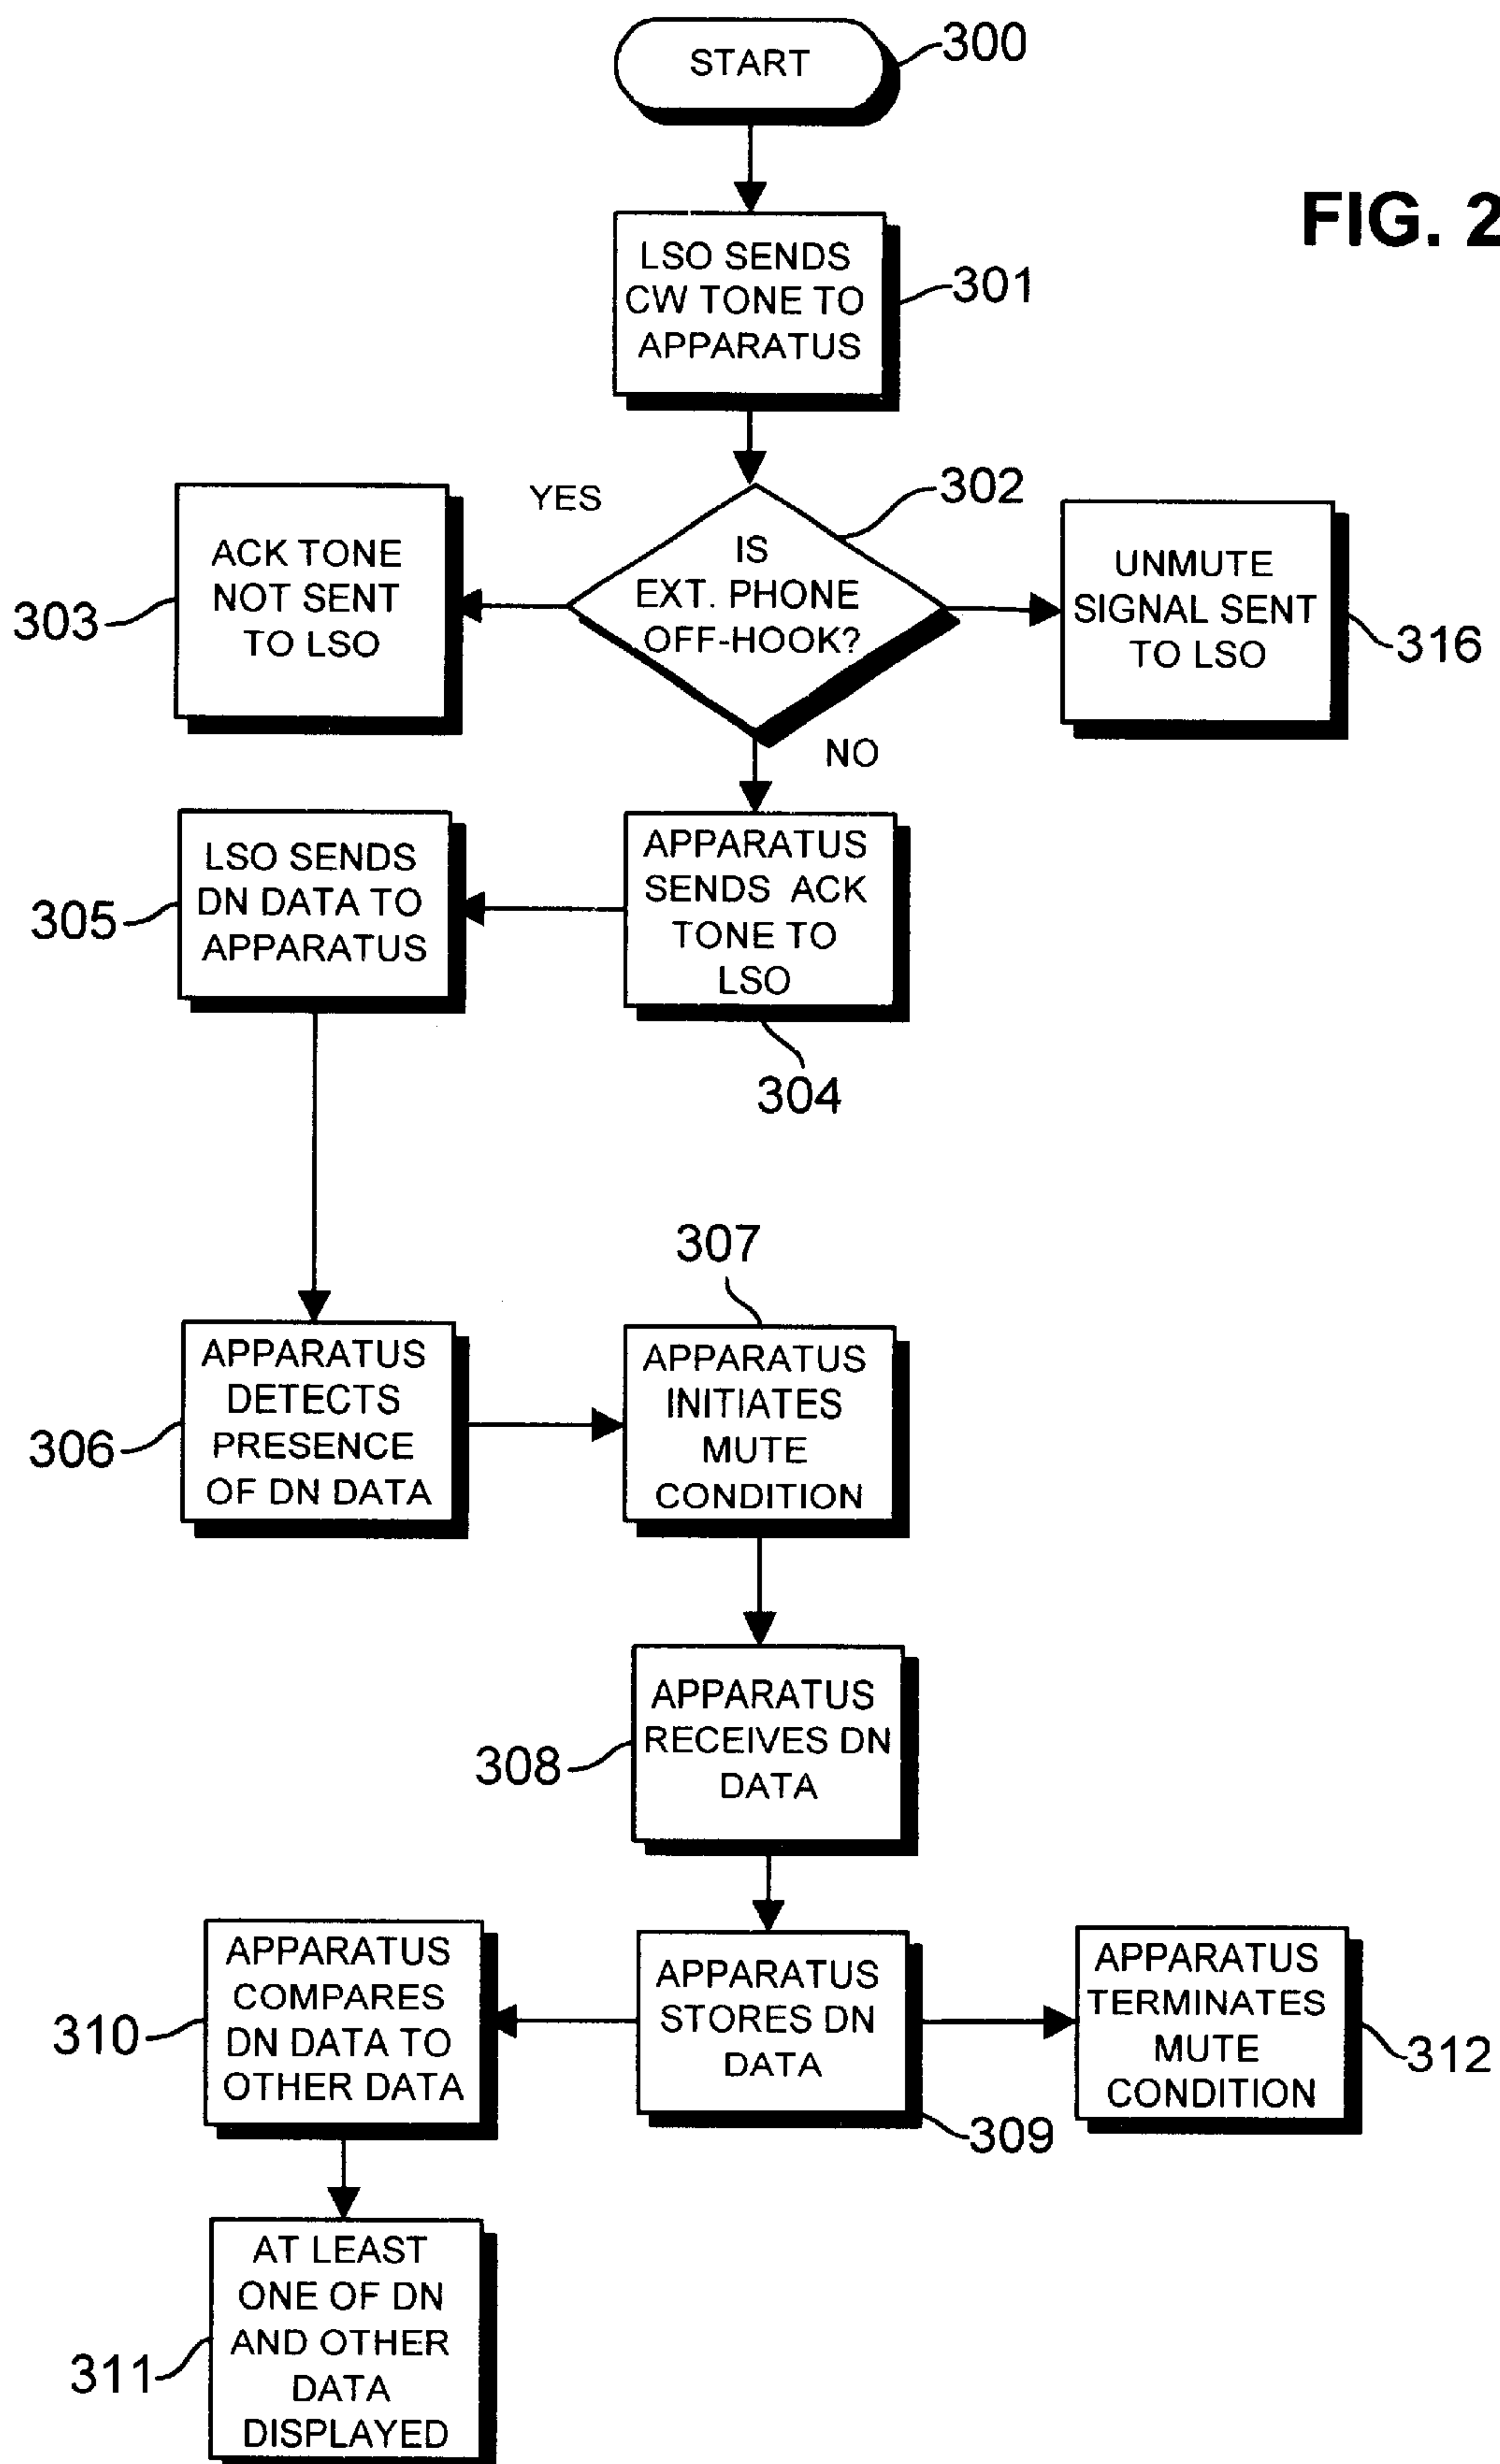 START
300
FIG. 2
LSO SENDS
CW TONE TO
APPARATUS
301
YES
302
IS
EXT. PHONE
OFF-HOOK?
ACK TONE
NOT SENT
TO LSO
303
UNMUTE
SIGNAL SENT
TO LSO
316
NO
APPARATUS
SENDS ACK
TONE TO
LSO
304
LSO SENDS
DN DATA TO
APPARATUS
305
APPARATUS
DETECTS
PRESENCE
OF DN DATA
306
307
APPARATUS
INITIATES
MUTE
CONDITION
APPARATUS
RECEIVES DN
DATA
308
APPARATUS
COMPARES
DN DATA TO
OTHER DATA
310
APPARATUS
STORES DN
DATA
309
APPARATUS
TERMINATES
MUTE
CONDITION
312
AT LEAST
ONE OF DN
AND OTHER
DATA
DISPLAYED
311